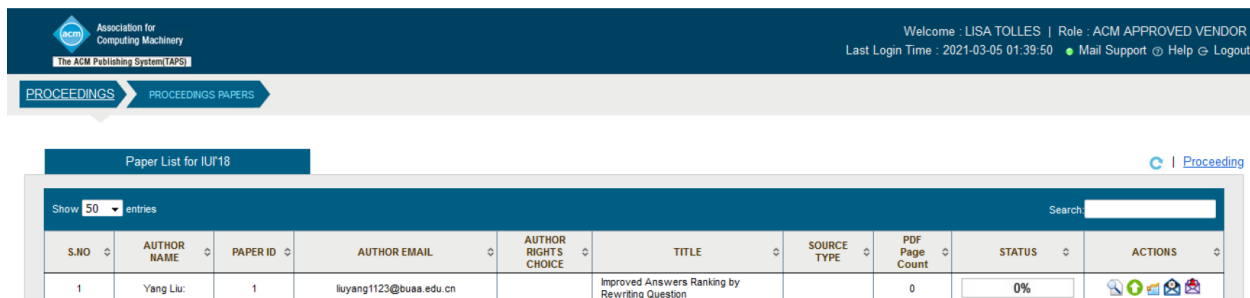 acm
Association for
Computing Machinery
The ACM Publishing System(TAPS)
Welcome : LISA TOLLES | Role : ACM APPROVED VENDOR
Last Login Time : 2021-03-05 01:39:50 Mail Support Help Logout
PROCEEDINGS PROCEEDINGS PAPERS
Paper List for IUI'18
| Proceeding
Show 50 entries
Search:
S.NO AUTHOR NAME PAPER ID AUTHOR EMAIL AUTHOR RIGHTS CHOICE TITLE SOURCE TYPE PDF Page Count STATUS ACTIONS
1 Yang Liu: 1 liuyang1123@buaa.edu.cn Improved Answers Ranking by 0 0%
Rewriting Question